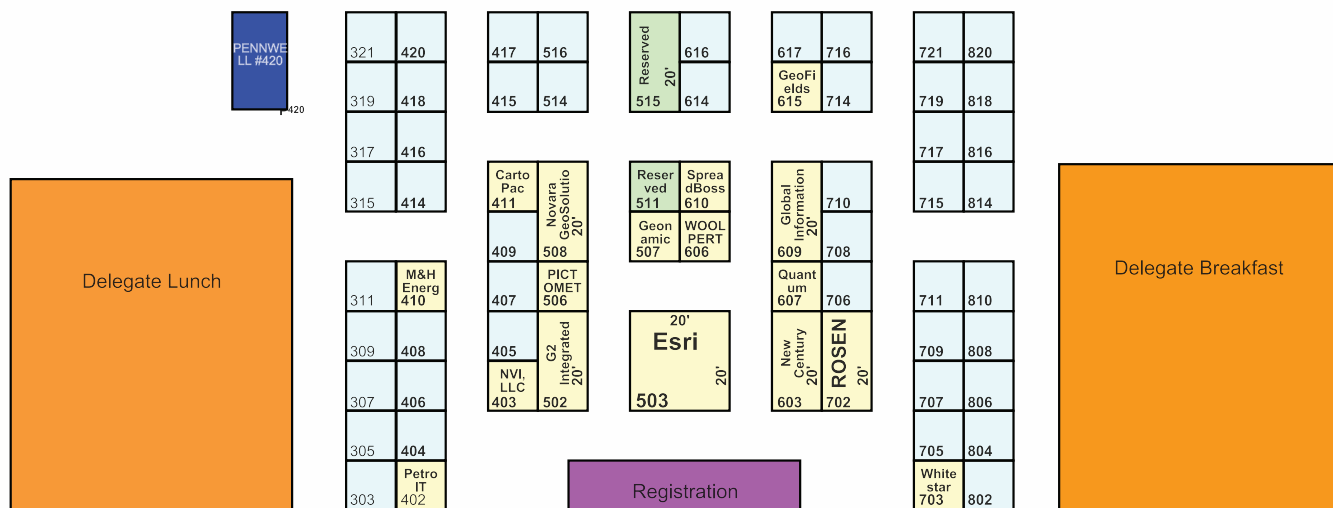 PENNWE
LL #420
420
321
420
319
418
317
416
315
414
417
516
415
514
Reserved
20'
515
616
614
617
716
GeoFi
elds
615
714
721
820
719
818
717
816
715
814
Carto
Pac
411
Novara
GeoSolutio
20'
508
409
407
PICT
OMET
506
405
G2
Integrated
20'
502
NVI,
LLC
403
Reser
ved
511
Sprea
dBoss
610
Geon
amic
507
WOOL
PERT
606
Global
Information
20'
609
710
708
Quant
um
607
706
New
Century
20'
603
ROSEN
20'
702
20'
Esri
20'
503
Delegate Lunch
Delegate Breakfast
311
M&H
Energ
410
309
408
307
406
305
404
303
Petro
IT
402
711
810
709
808
707
806
705
804
White
star
703
802
Registration